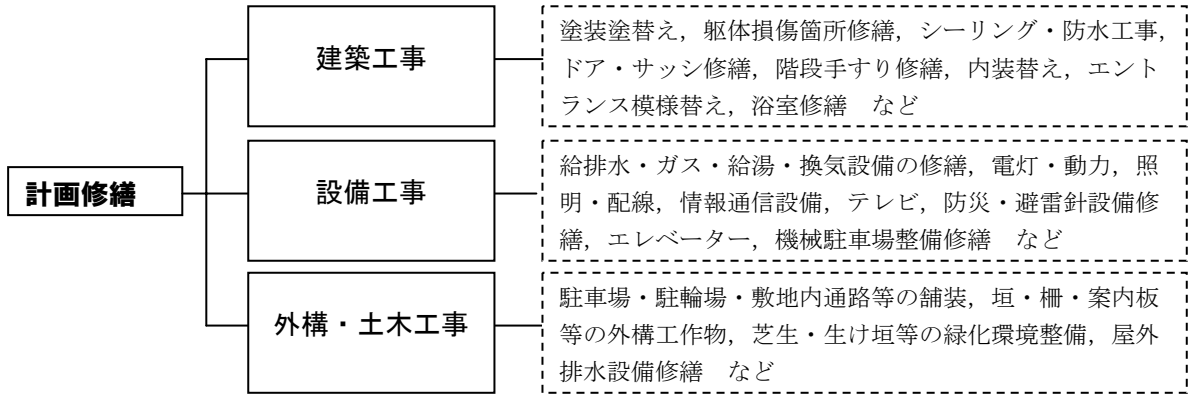 計画修繕
建築工事
塗装塗替え，躯体損傷箇所修繕，シーリング・防水工事，
ドア・サッシ修繕，階段手すり修繕，内装替え，エント
ランス模様替え，浴室修繕　など
設備工事
給排水・ガス・給湯・換気設備の修繕，電灯・動力，照
明・配線，情報通信設備，テレビ，防災・避雷針設備修
繕，エレベーター，機械駐車場整備修繕　など
外構・土木工事
駐車場・駐輪場・敷地内通路等の舗装，垣・柵・案内板
等の外構工作物，芝生・生け垣等の緑化環境整備，屋外
排水設備修繕　など